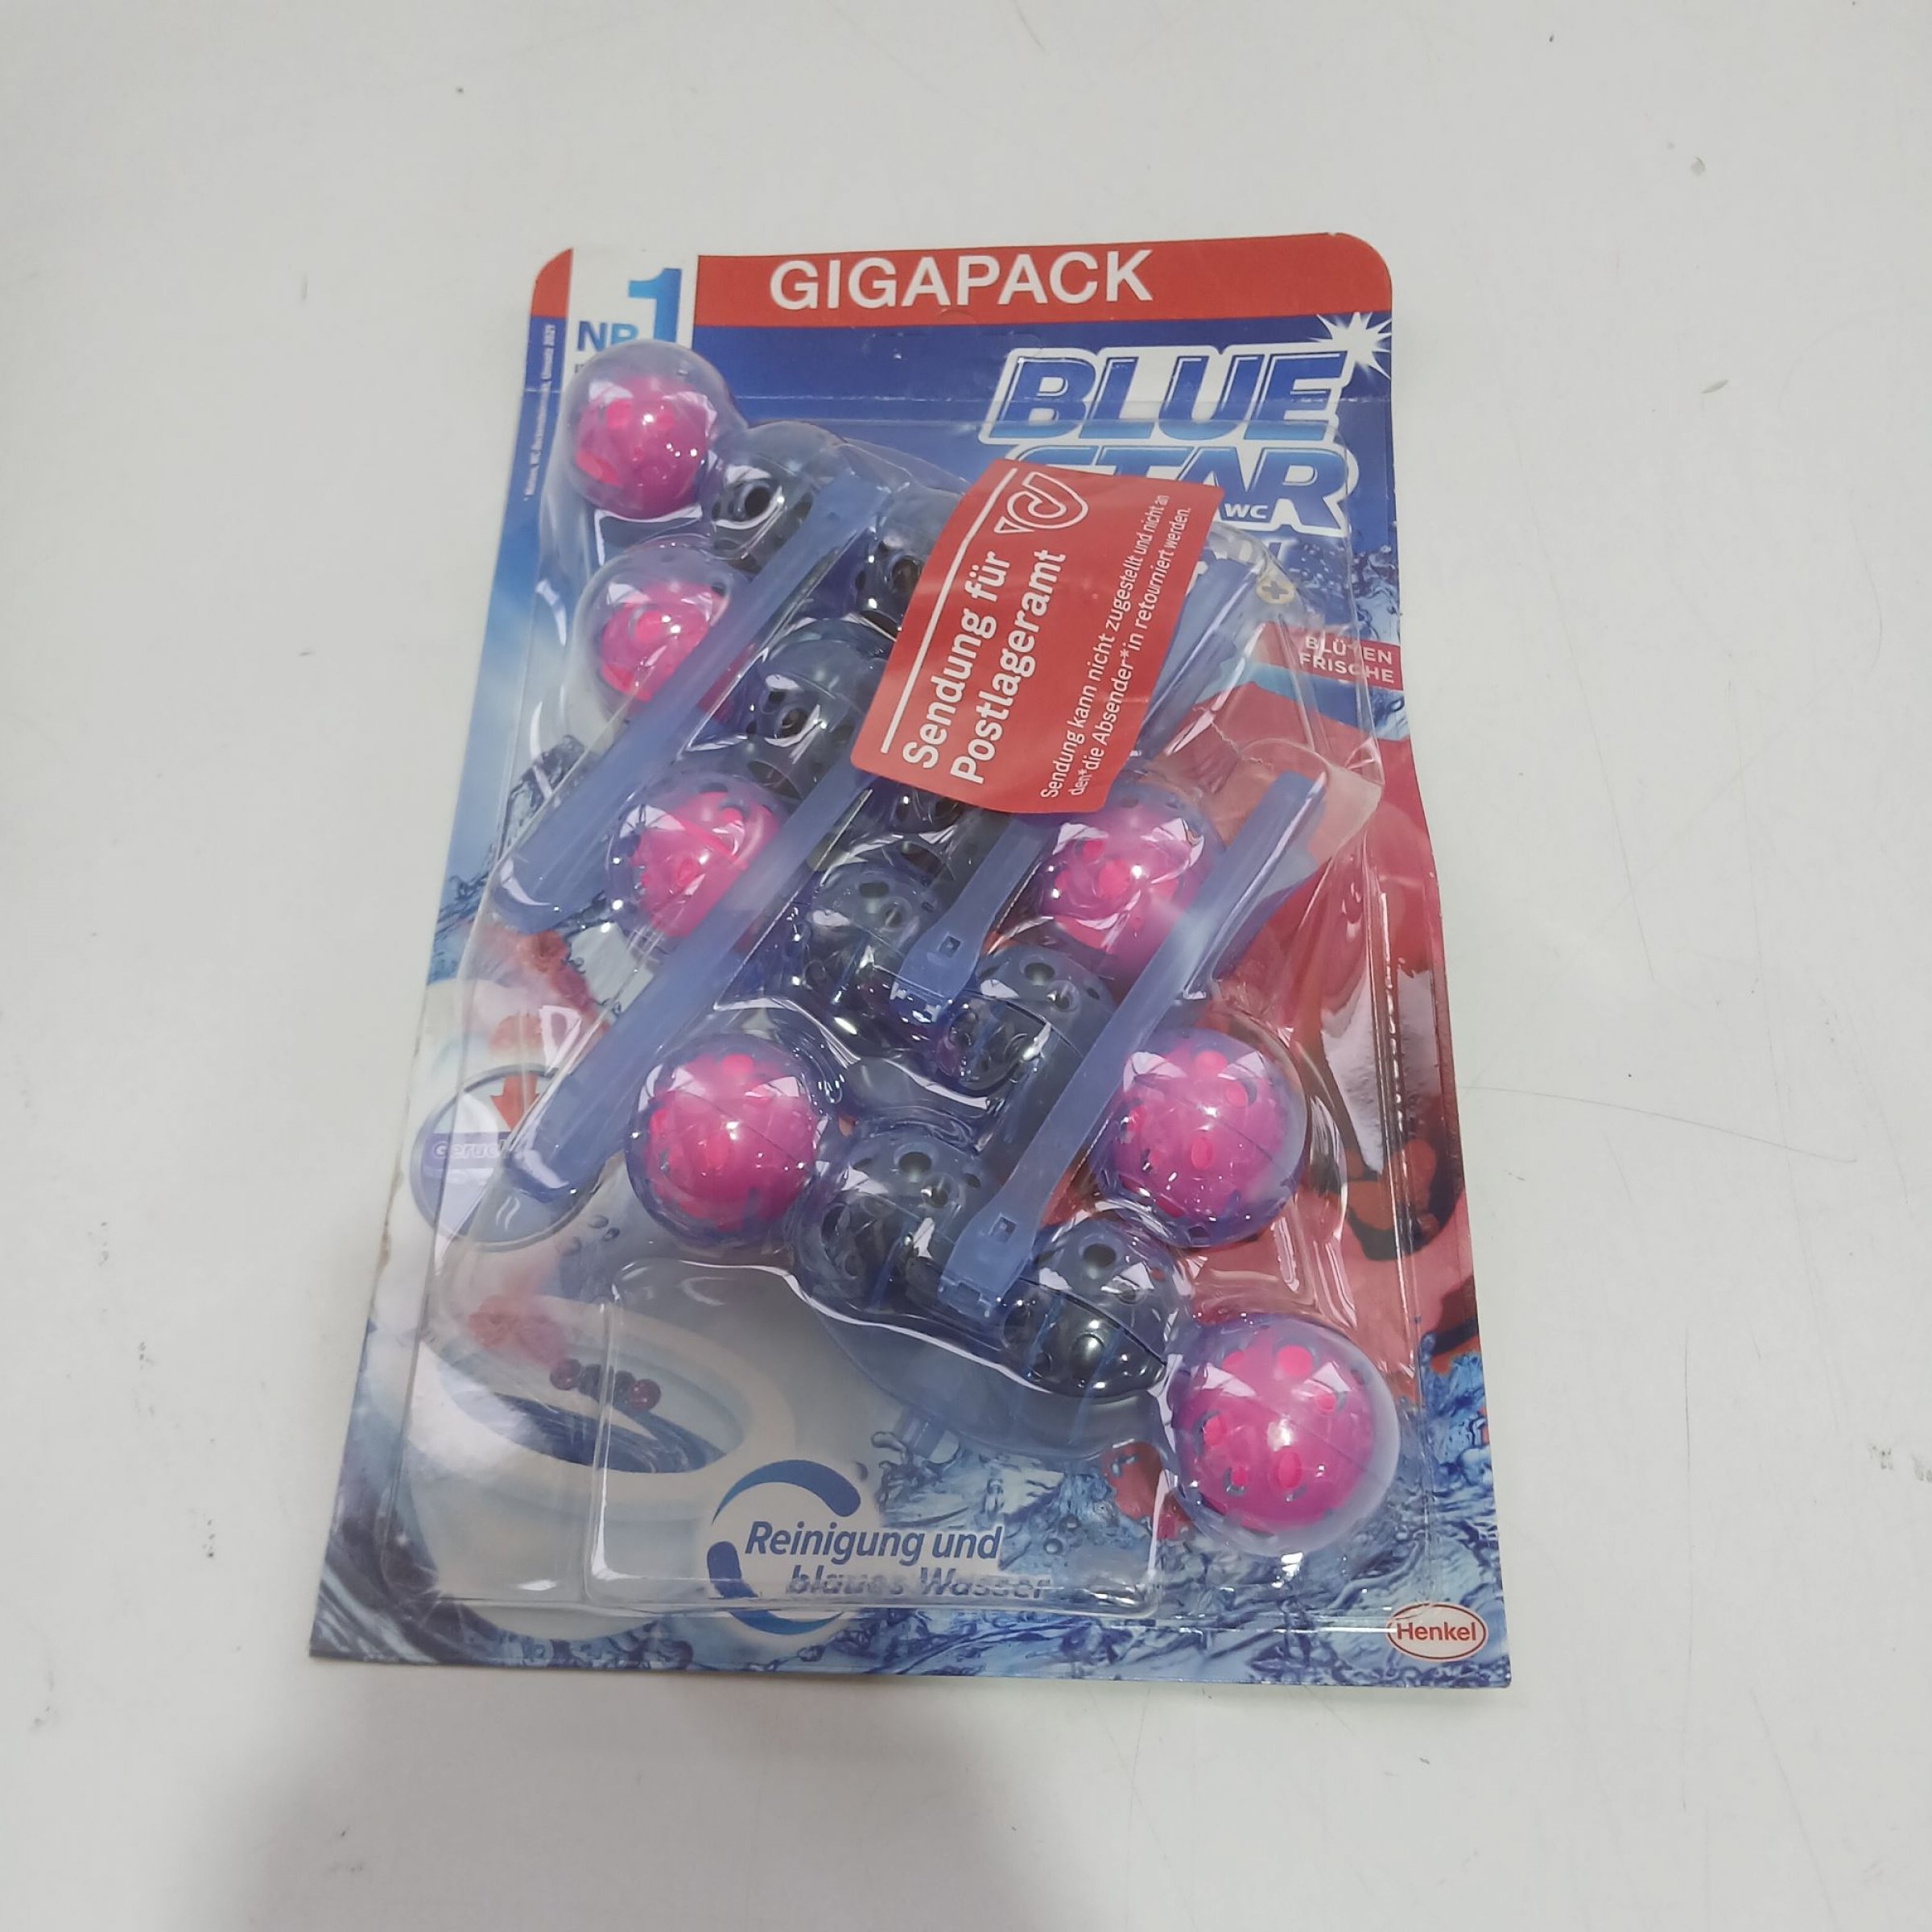 GIGAPACK
NR.1
BLUE
STAR
WC
BLÜTEN
FRISCHE
Sendung für
Postlageramt
Sendung kann nicht zugestellt und nicht an
den*die Absender*in retourniert werden.
Reinigung und
blaues Wasser
Henkel